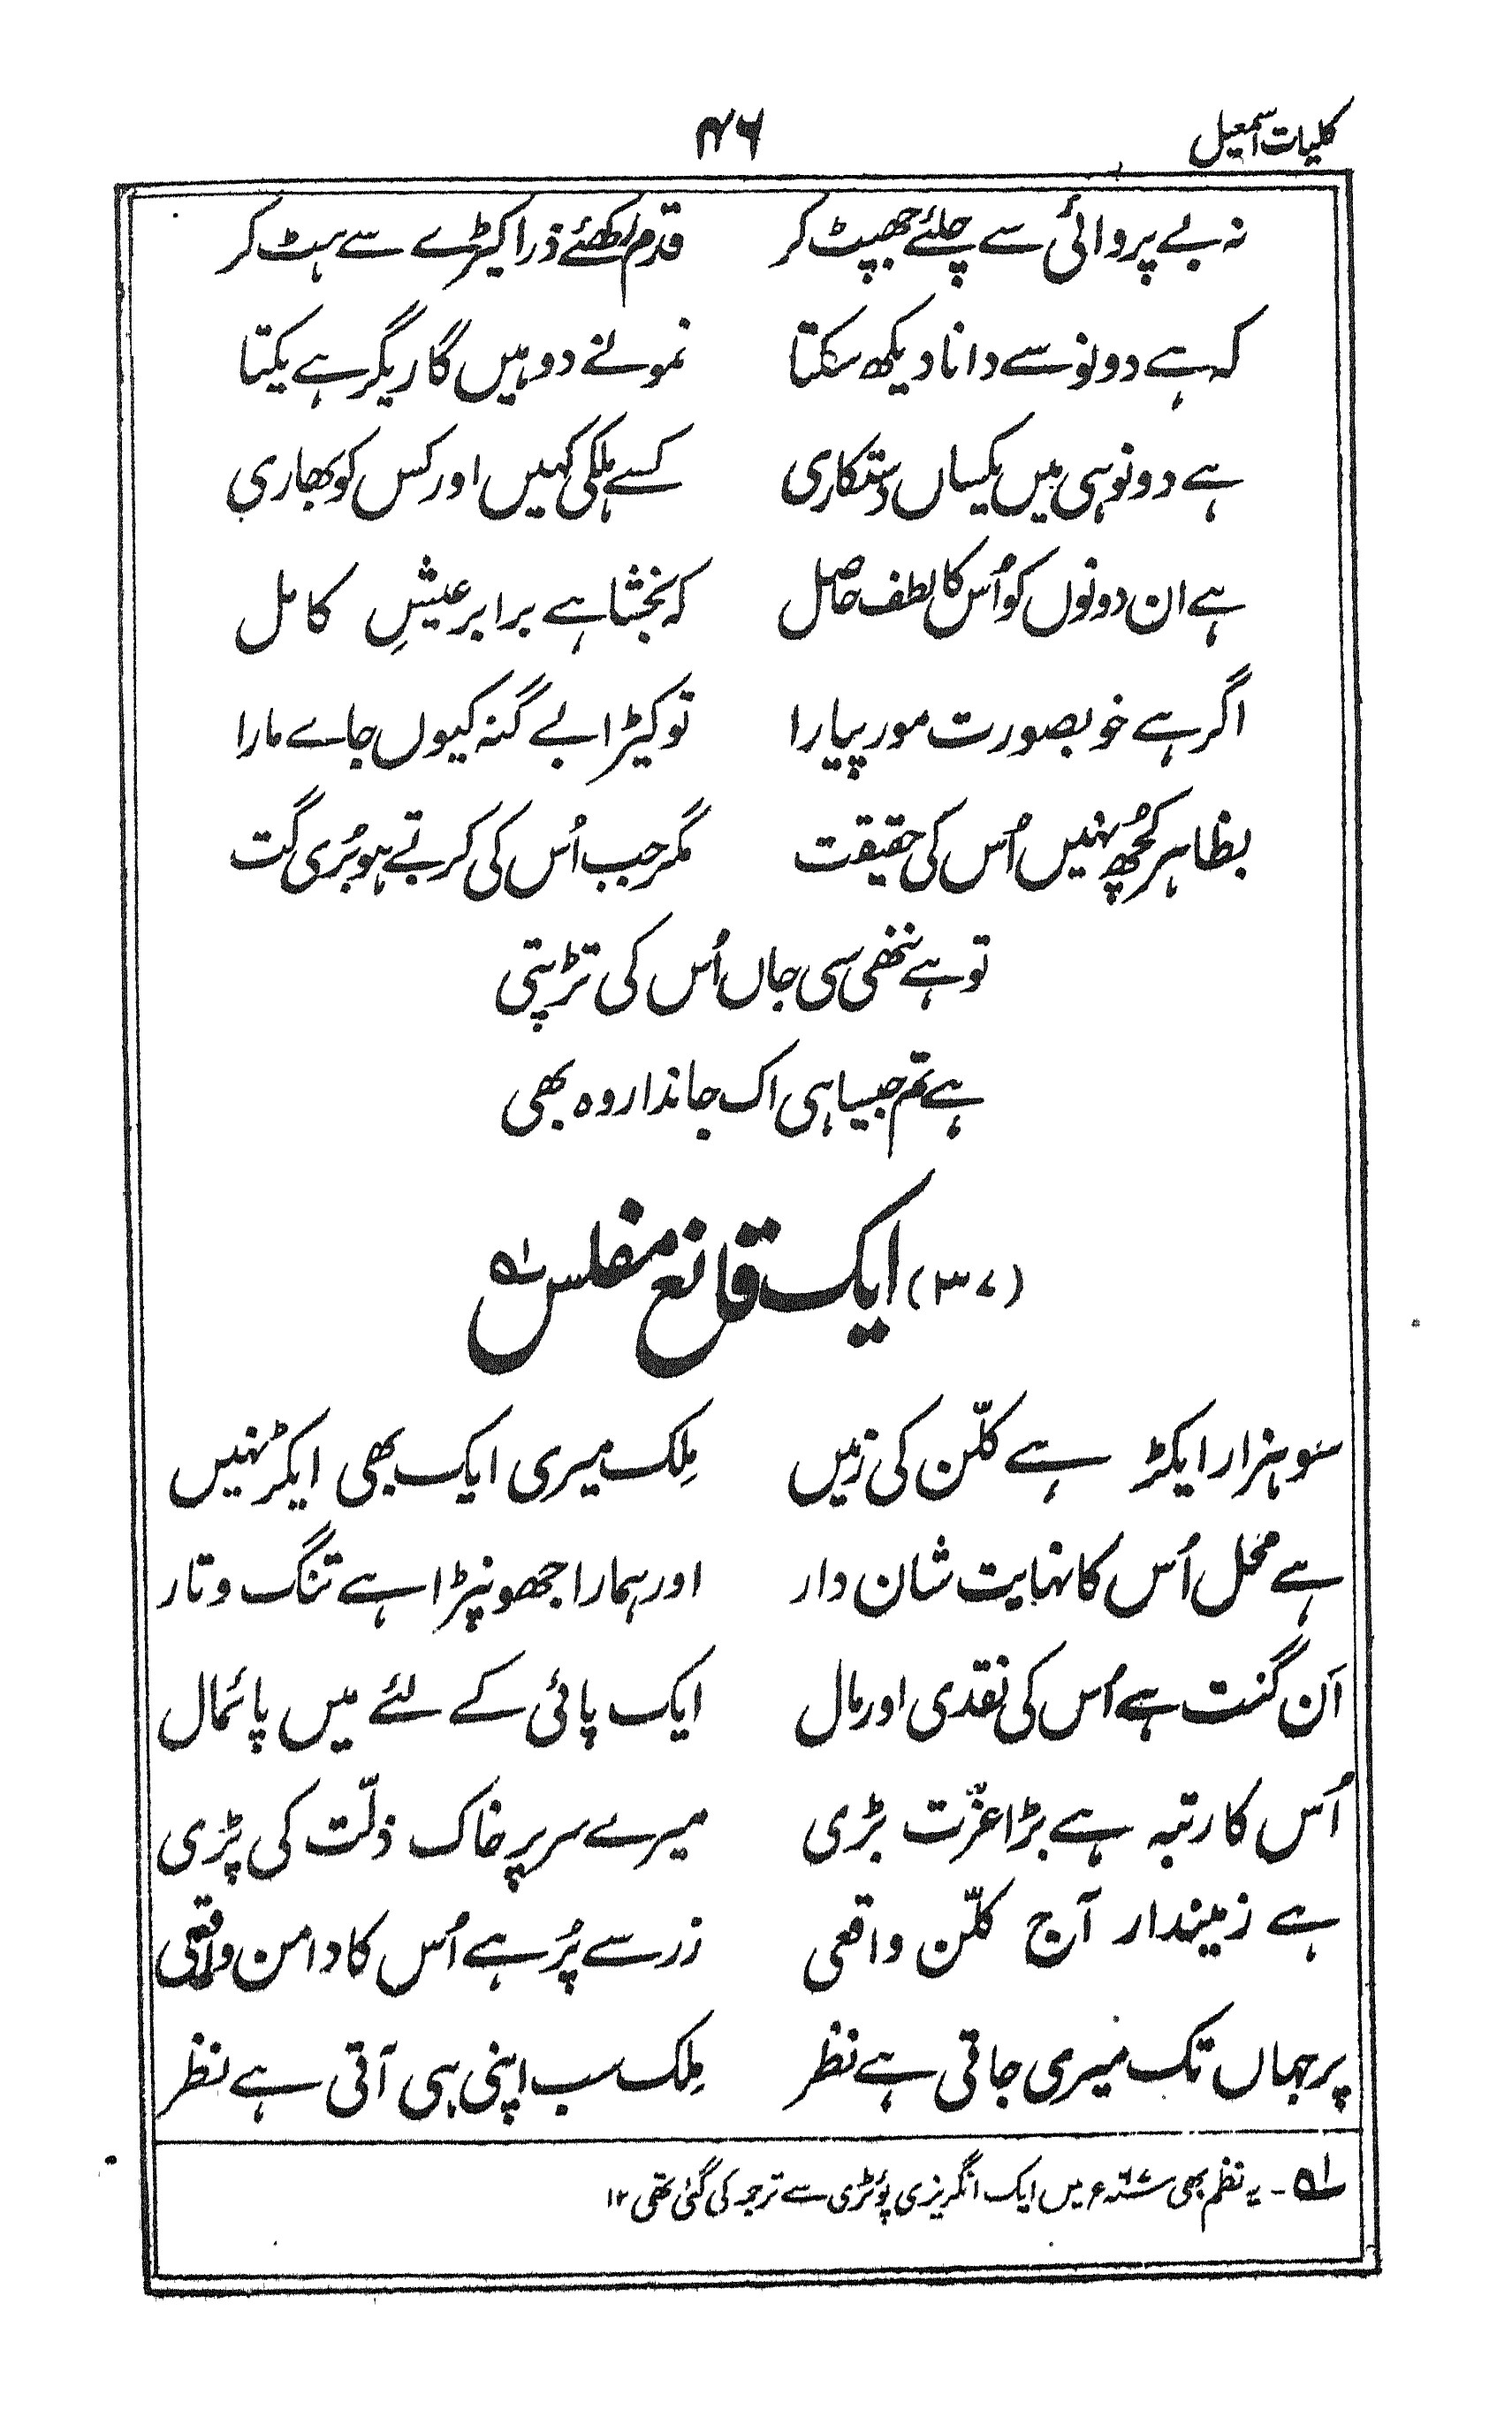 کلیات اسمعیل
۴۶
نہ بے پروائی سے چلئے جھپٹ کر قدم رکھئے ذرا کیڑے سے ہٹ کر
کہ ہے دونو سے دانا دیکھ سکتا نمونے دو ہیں گاریگر ہے یکتا
ہے دونو ہی میں یکساں دستکاری کسے ہلکی کہیں اور کس کو بھاری
ہے ان دونوں کو اُس کا لطف حاصل کہ بخشا ہے برابر عیشِ کامل
اگر ہے خوبصورت مور پیارا تو کیڑا بے گنہ کیوں جاے مارا
بظاہر کُچھ نہیں اُس کی حقیقت مگر جب اُس کی کرتے ہو بُری گت
تو ہے ننھی سی جاں اُس کی تڑپتی
ہے تم جیسا ہی اک جاندار وہ بھی
(۳۷) ایک قانع مفلس ۱؎
سو ہزار ایکڑ ہے کلّن کی زمیں مِلک میری ایک بھی ایکڑ نہیں
ہے محل اُس کا نہایت شان دار اور ہمارا جھونپڑا ہے تنگ و تار
اَن گنت ہے اُس کی نقدی اور مال ایک پائی کے لئے میں پائمال
اُس کا رتبہ ہے بڑا عزّت بڑی میرے سر پر خاک ذلّت کی پڑی
ہے زمیندار آج کلّن واقعی زر سے پُر ہے اُس کا دامن واقعی
پر جہاں تک میری جاتی ہے نظر مِلک سب اپنی ہی آتی ہے نظر
۱؎ - یہ نظم بھی ۶۷ء میں ایک انگریزی پوئٹری سے ترجمہ کی گئی تھی ۱۲